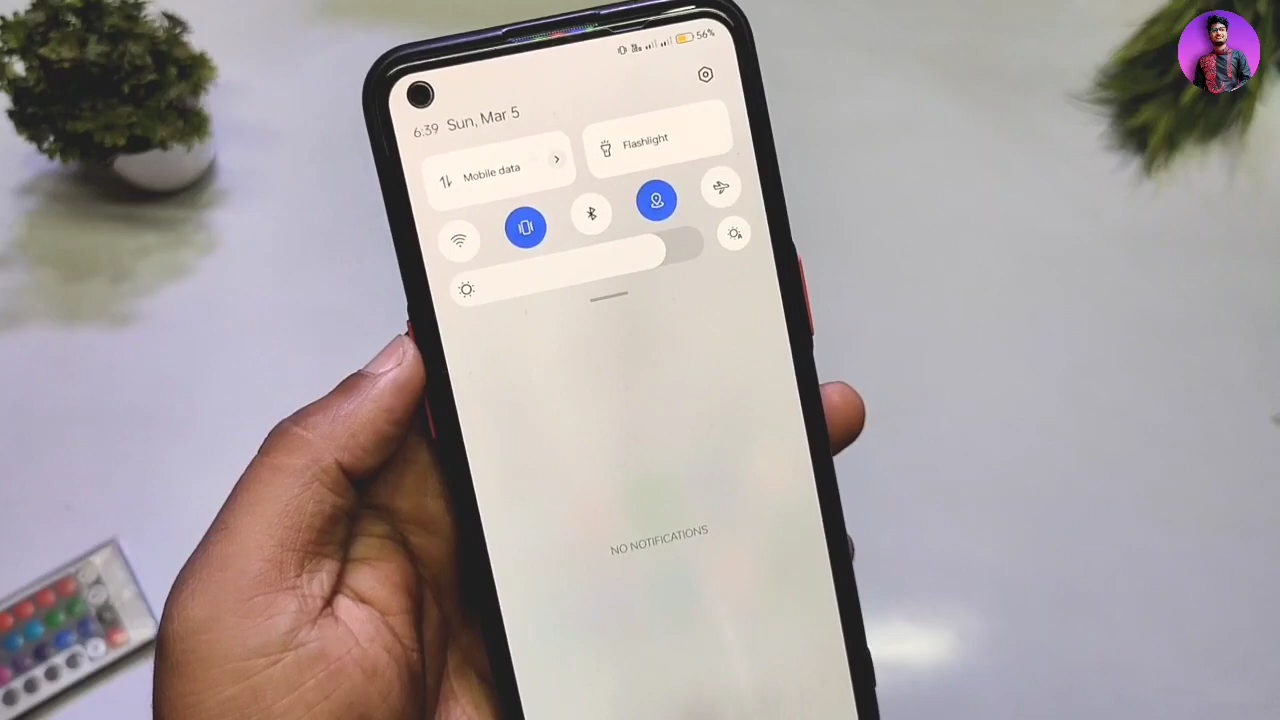 56%
6:39 Sun, Mar 5
Mobile data
Flashlight
NO NOTIFICATIONS